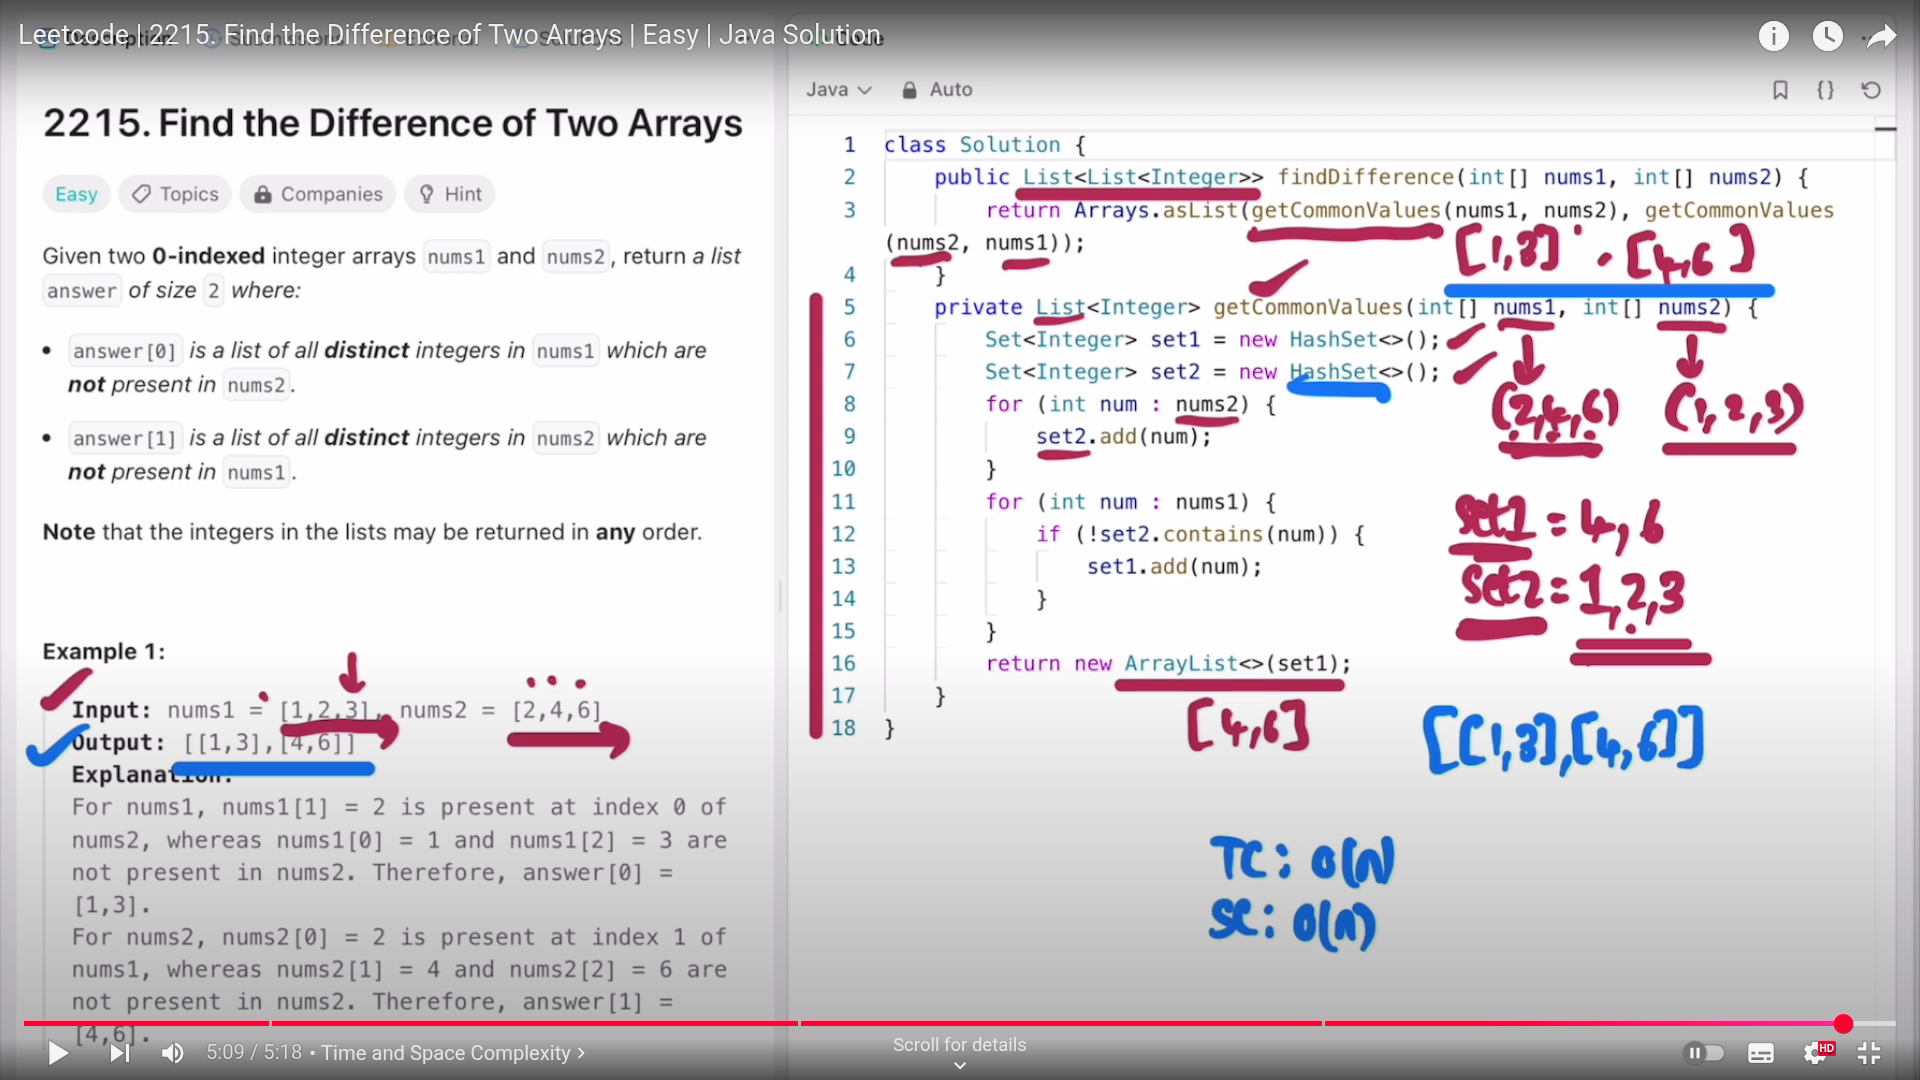 Leetcode | 2215. Find the Difference of Two Arrays | Easy | Java Solution
2215. Find the Difference of Two Arrays
Easy
Topics
Companies
Hint
Given two 0-indexed integer arrays nums1 and nums2, return a list
answer of size 2 where:
• answer[0] is a list of all distinct integers in nums1 which are
not present in nums2.
• answer[1] is a list of all distinct integers in nums2 which are
not present in nums1.
Note that the integers in the lists may be returned in any order.
Example 1:
Input: nums1 = [1,2,3], nums2 = [2,4,6]
Output: [[1,3],[4,6]]
Explanation:
For nums1, nums1[1] = 2 is present at index 0 of
nums2, whereas nums1[0] = 1 and nums1[2] = 3 are
not present in nums2. Therefore, answer[0] =
[1,3].
For nums2, nums2[0] = 2 is present at index 1 of
nums1, whereas nums2[1] = 4 and nums2[2] = 6 are
not present in nums2. Therefore, answer[1] =
[4,6].
Java
Auto
{}
1 class Solution {
2 public List<List<Integer>> findDifference(int[] nums1, int[] nums2) {
3 return Arrays.asList(getCommonValues(nums1, nums2), getCommonValues
(nums2, nums1));
4 }
5 private List<Integer> getCommonValues(int[] nums1, int[] nums2) {
6 Set<Integer> set1 = new HashSet<>();
7 Set<Integer> set2 = new HashSet<>();
8 for (int num : nums2) {
9 set2.add(num);
10 }
11 for (int num : nums1) {
12 if (!set2.contains(num)) {
13 set1.add(num);
14 }
15 }
16 return new ArrayList<>(set1);
17 }
18 }
[1,3] . [4,6]
(2,4,6) (1,2,3)
set1 = 4,6
set2 = 1,2,3
[4,6]
[[1,3],[4,6]]
TC: O(N)
SC: O(N)
5:09 / 5:18 • Time and Space Complexity
Scroll for details
HD